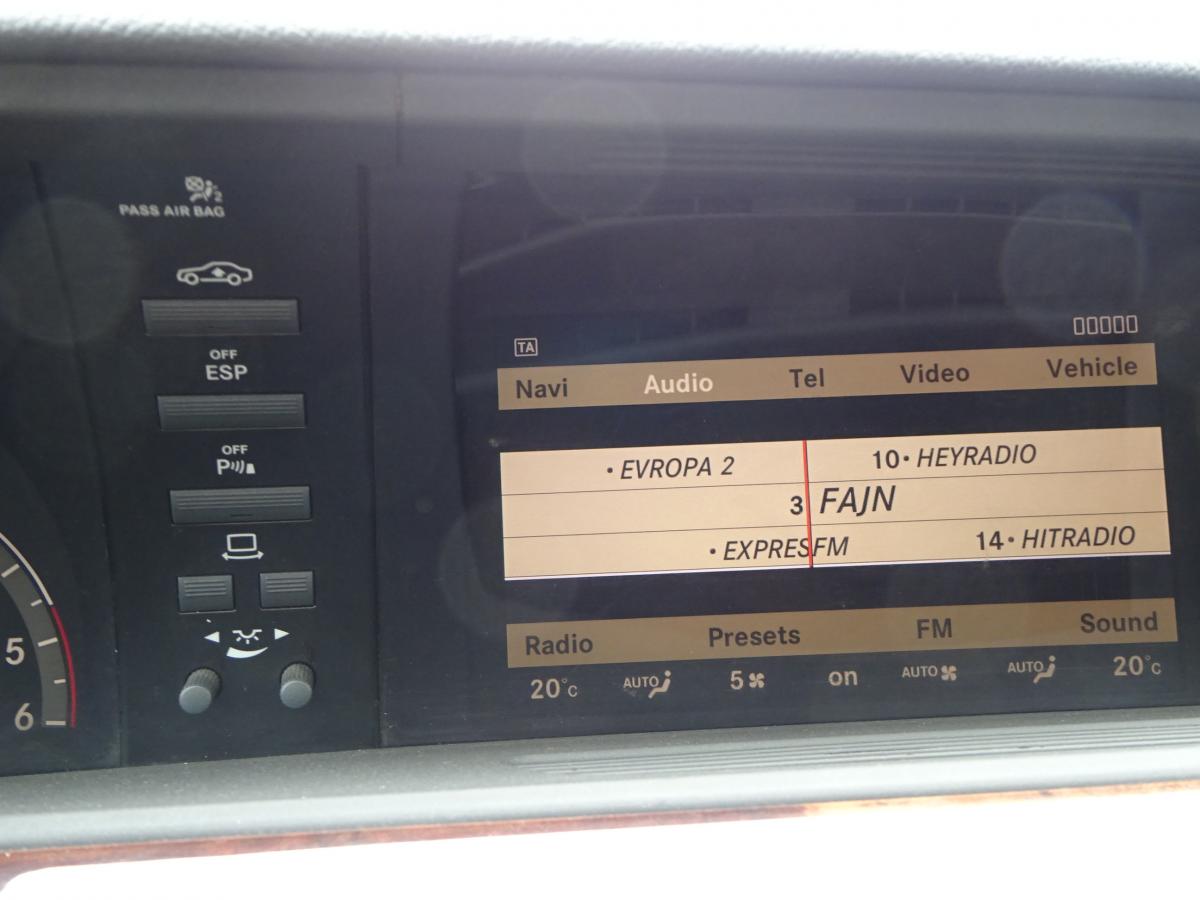 2
PASS AIR BAG
OFF
ESP
OFF
P
5
6
TA
Navi Audio Tel Video Vehicle
• EVROPA 2 10• HEYRADIO
3 FAJN
• EXPRESFM 14• HITRADIO
Radio Presets FM Sound
20°C AUTO 5 on AUTO AUTO 20°C